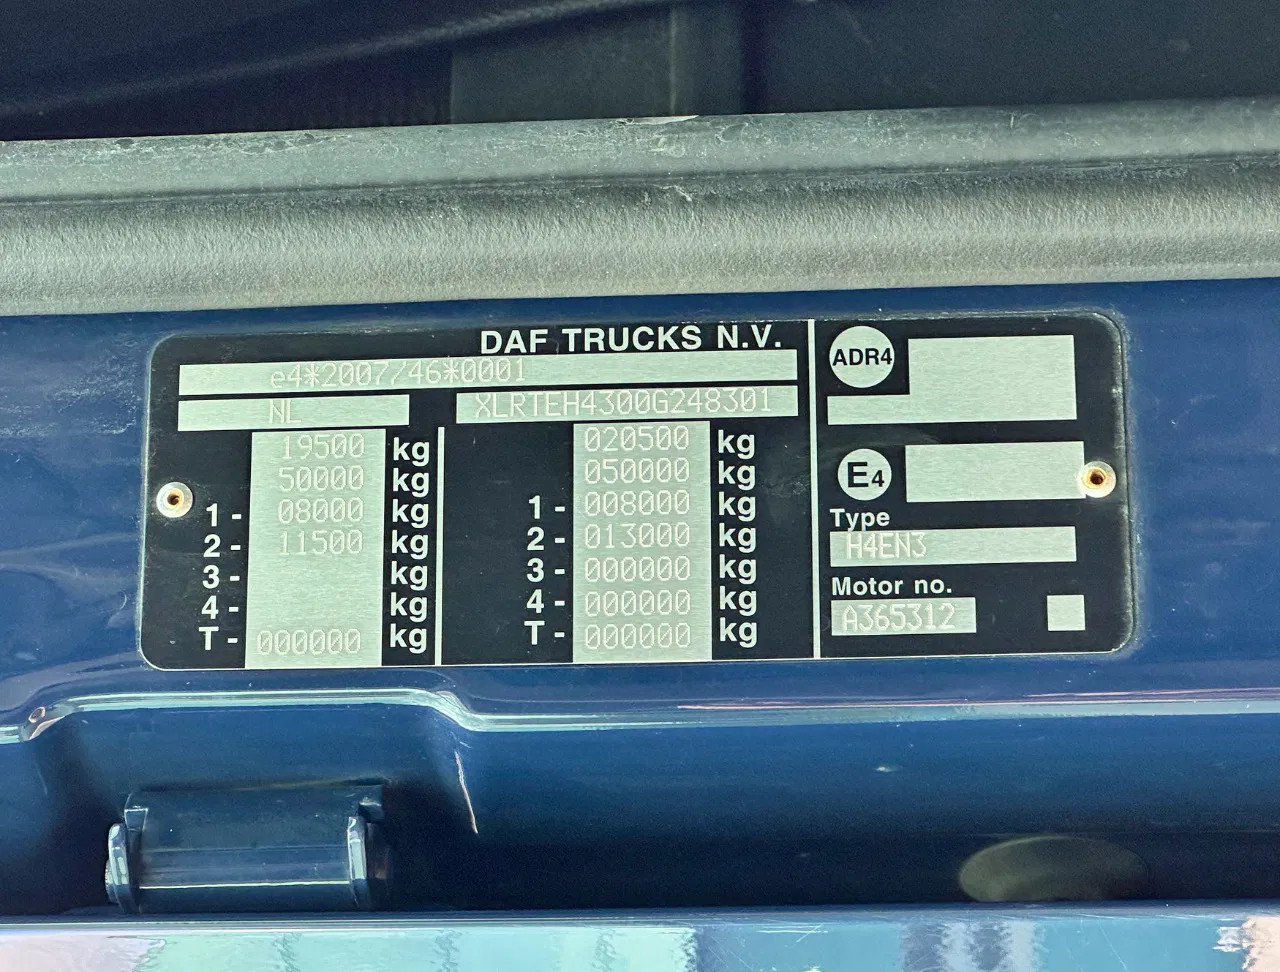 DAF TRUCKS N.V.
e4*2007/46*0001
NL XLRTEH4300G248301
19500 kg 020500 kg
50000 kg 050000 kg
1 - 08000 kg 1 - 008000 kg
2 - 11500 kg 2 - 013000 kg
3 - kg 3 - 000000 kg
4 - kg 4 - 000000 kg
T - 000000 kg T - 000000 kg
ADR4
E4
Type
H4EN3
Motor no.
A365312